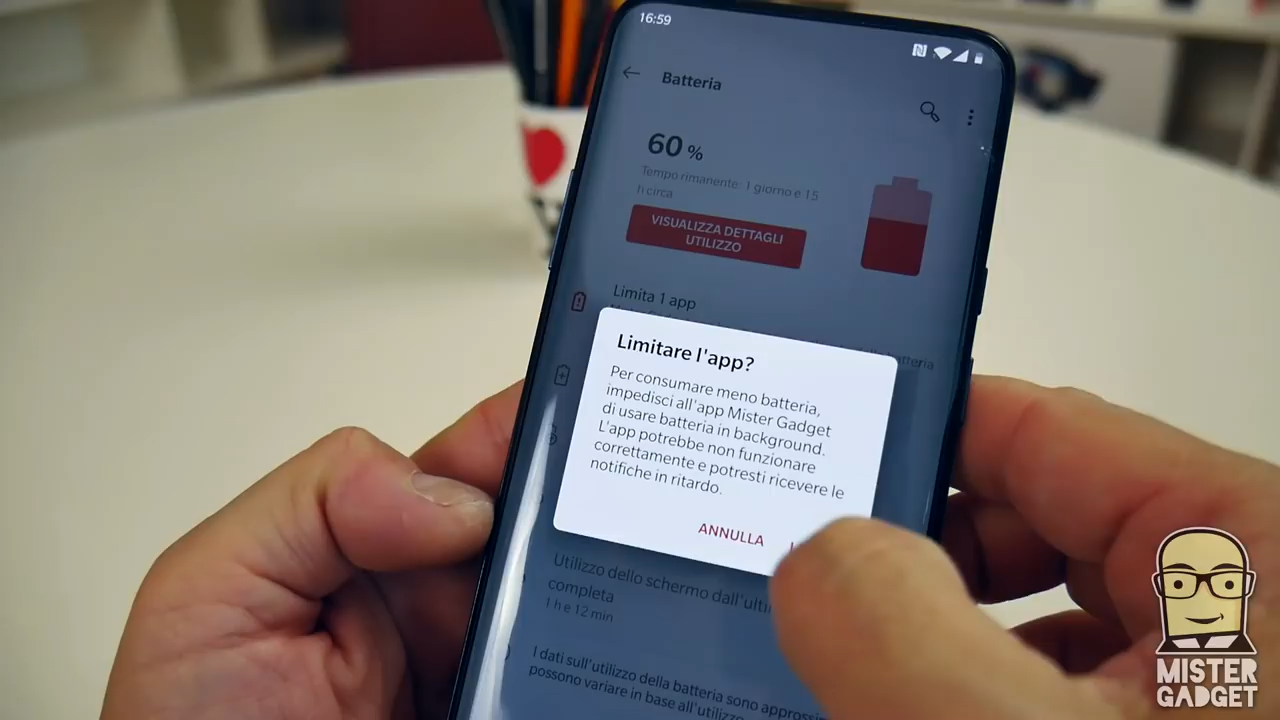 16:59
Batteria
60 %
Tempo rimanente: 1 giorno e 15
h circa
VISUALIZZA DETTAGLI
UTILIZZO
Limita 1 app
batteria
Limitare l'app?
Per consumare meno batteria,
impedisci all'app Mister Gadget
di usare batteria in background.
L'app potrebbe non funzionare
correttamente e potresti ricevere le
notifiche in ritardo.
ANNULLA
Utilizzo dello schermo dall'ulti
completa
1 h e 12 min
I dati sull'utilizzo della batteria sono approssi
possono variare in base all'utilizzo
MISTER
GADGET